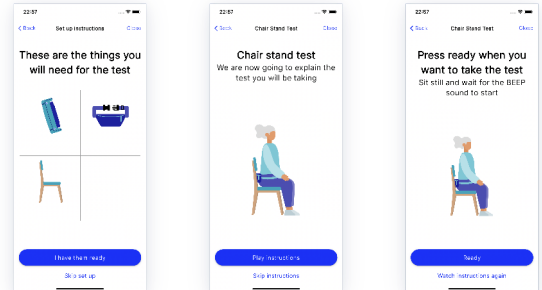 22:57
Back
Set up instructions
Close
These are the things you
will need for the test
I have them ready
Skip set up
22:57
Back
Chair Stand Test
Close
Chair stand test
We are now going to explain the
test you will be taking
Play instructions
Skip instructions
22:57
Back
Chair Stand Test
Close
Press ready when you
want to take the test
Sit still and wait for the BEEP
sound to start
Ready
Watch instructions again